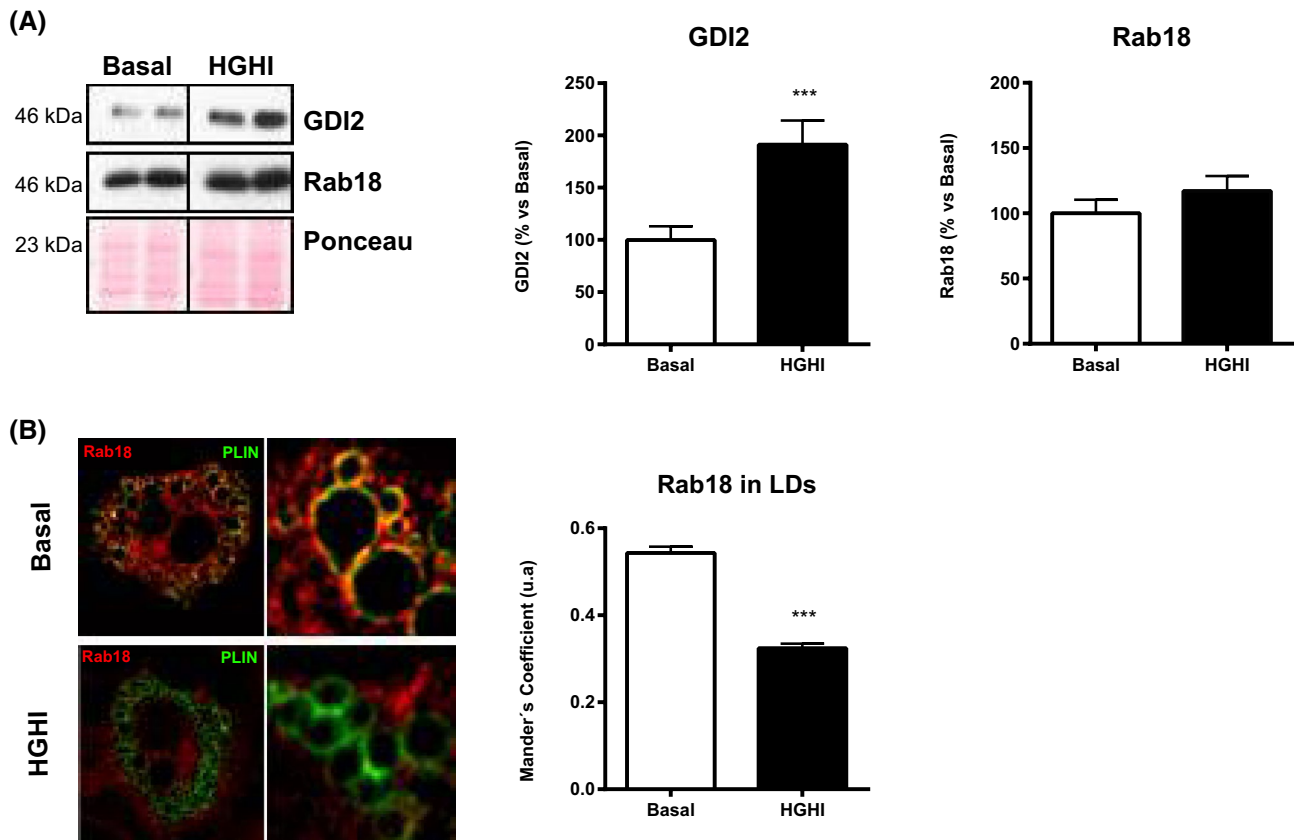 (A)
Basal HGHI
46 kDa GDI2
46 kDa Rab18
23 kDa Ponceau
GDI2
GDI2 (% vs Basal)
250
200
150
100
50
0
***
Basal HGHI
Rab18
Rab18 (% vs Basal)
200
150
100
50
0
Basal HGHI
(B)
Basal
Rab18 PLIN
HGHI
Rab18 PLIN
Rab18 in LDs
Mander´s Coefficient (u.a)
0.6
0.4
0.2
0.0
***
Basal HGHI